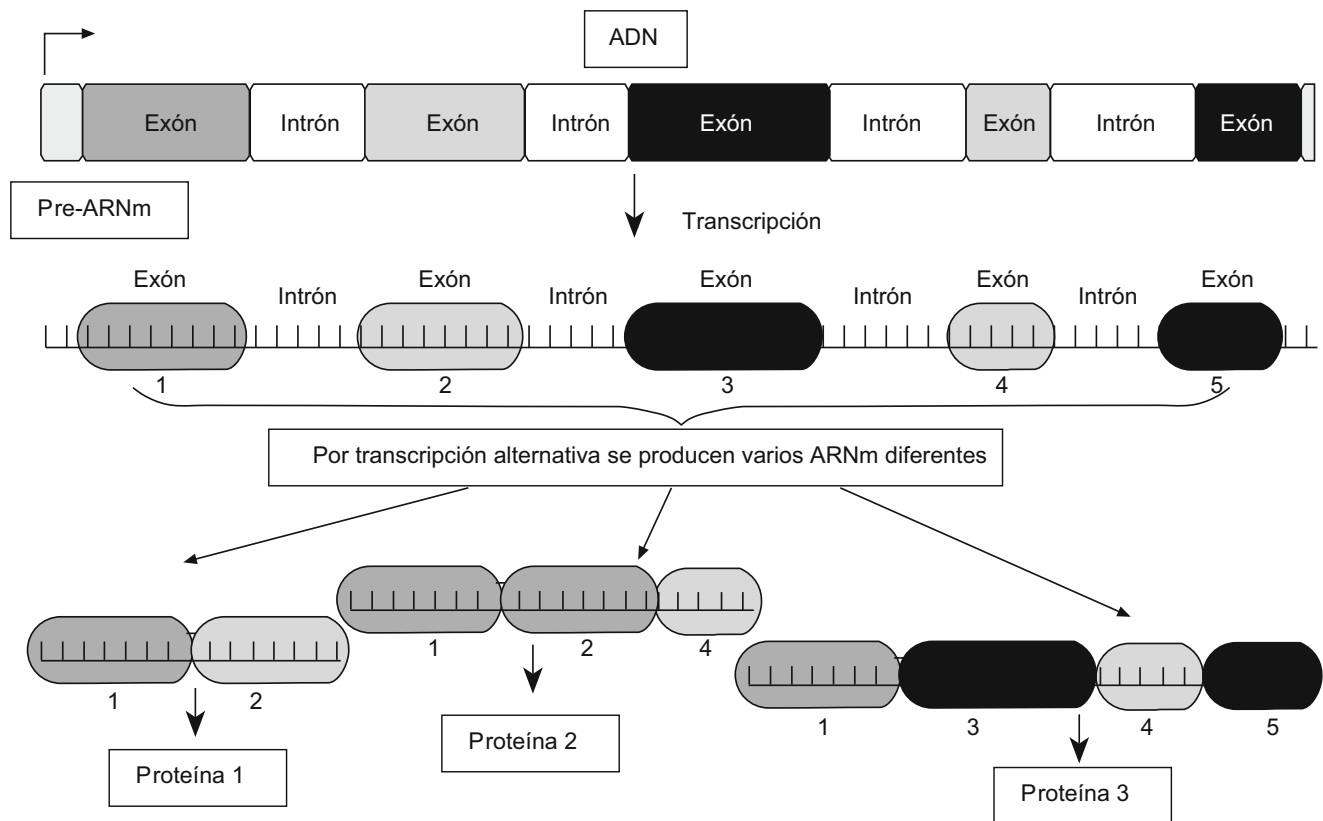 ADN
Exón Intrón Exón Intrón Exón Intrón Exón Intrón Exón
Pre-ARNm
Transcripción
Exón Intrón Exón Intrón Exón Intrón Exón Intrón Exón
1 2 3 4 5
Por transcripción alternativa se producen varios ARNm diferentes
1 2 4
1 2
1 3 4 5
Proteína 2
Proteína 1
Proteína 3